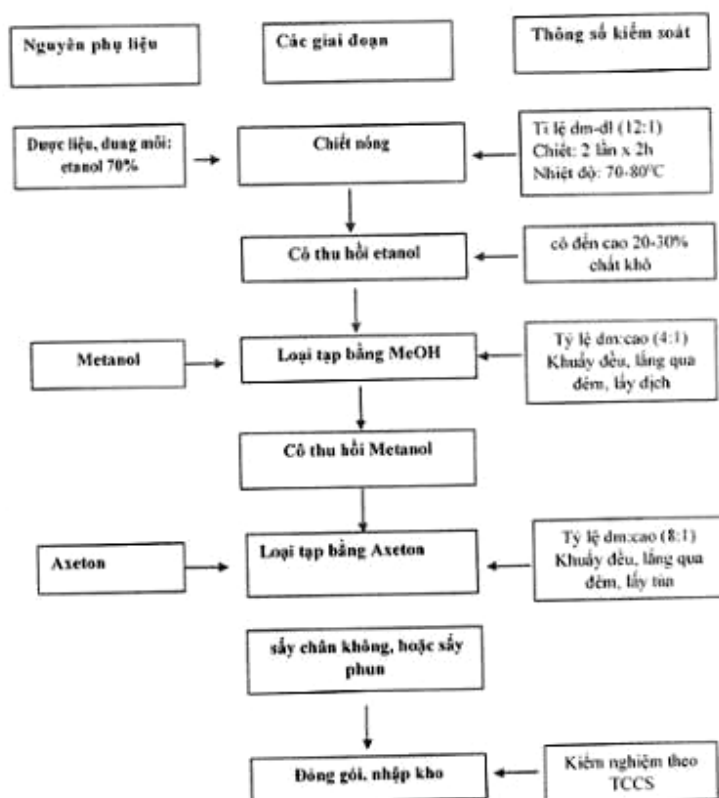 Nguyên phụ liệu
Các giai đoạn
Thông số kiểm soát
Dược liệu, dung môi:
etanol 70%
Chiết nóng
Tỉ lệ dm-dl (12:1)
Chiết: 2 lần x 2h
Nhiệt độ: 70-80°C
Cô thu hồi etanol
cô đến cao 20-30%
chất khô
Metanol
Loại tạp bằng MeOH
Tỷ lệ dm:cao (4:1)
Khuấy đều, lắng qua
đêm, lấy dịch
Cô thu hồi Metanol
Axeton
Loại tạp bằng Axeton
Tỷ lệ dm:cao (8:1)
Khuấy đều, lắng qua
đêm, lấy tủa
sấy chân không, hoặc sấy
phun
Đóng gói, nhập kho
Kiểm nghiệm theo
TCCS